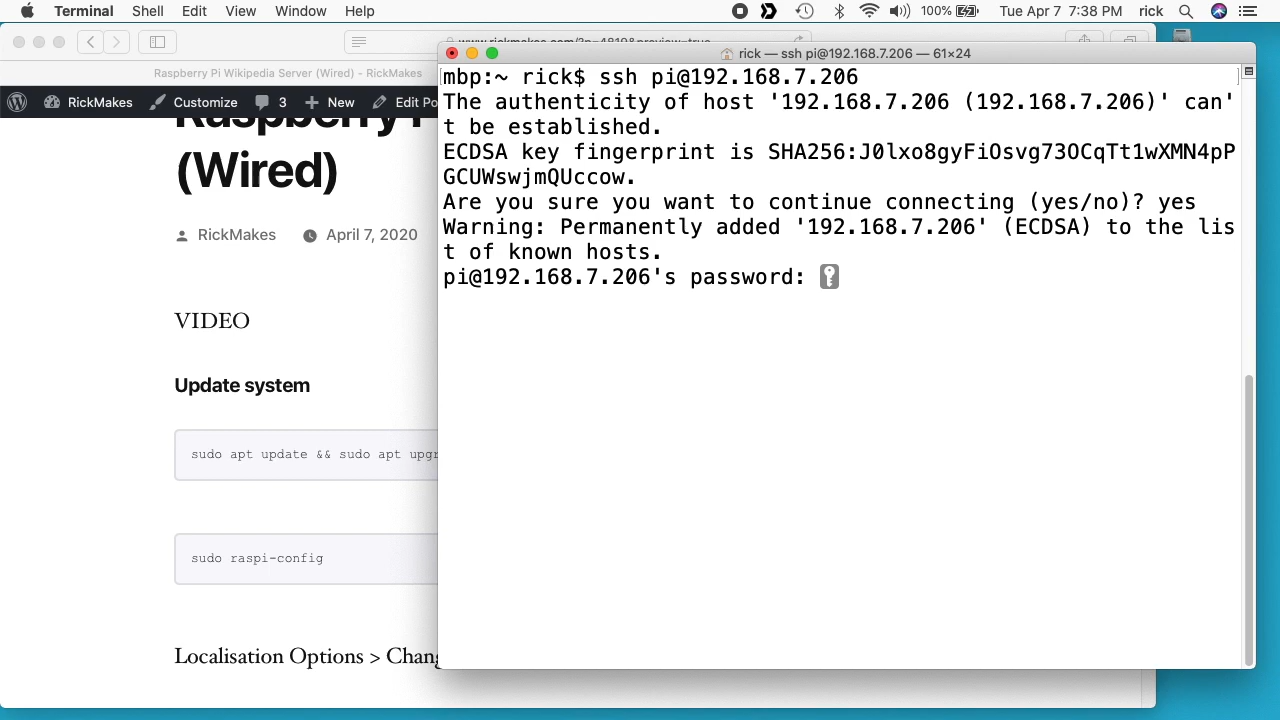 Terminal Shell Edit View Window Help 100% Tue Apr 7 7:38 PM rick
Raspberry Pi Wikipedia Server (Wired) - RickMakes
RickMakes Customize 3 New Edit Po
(Wired)
RickMakes April 7, 2020
VIDEO
Update system
sudo apt update && sudo apt upgr
sudo raspi-config
Localisation Options > Chang
rick — ssh pi@192.168.7.206 — 61×24
mbp:~ rick$ ssh pi@192.168.7.206
The authenticity of host '192.168.7.206 (192.168.7.206)' can'
t be established.
ECDSA key fingerprint is SHA256:J0lxo8gyFiOsvg73OCqTt1wXMN4pP
GCUWswjmQUccow.
Are you sure you want to continue connecting (yes/no)? yes
Warning: Permanently added '192.168.7.206' (ECDSA) to the lis
t of known hosts.
pi@192.168.7.206's password: